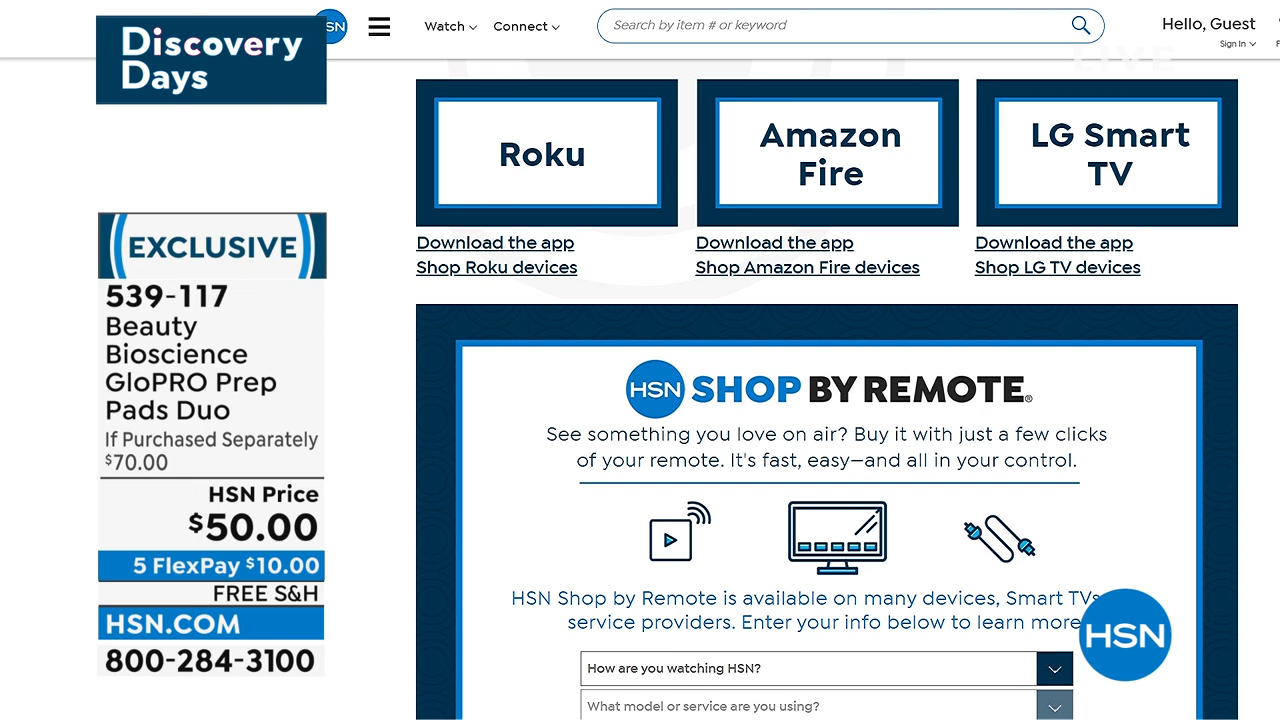 Discovery
Days
HSN
Watch
Connect
Search by item # or keyword
Hello, Guest
Sign In
LIVE
Roku
Amazon
Fire
LG Smart
TV
Download the app
Shop Roku devices
Download the app
Shop Amazon Fire devices
Download the app
Shop LG TV devices
EXCLUSIVE
539-117
Beauty
Bioscience
GloPRO Prep
Pads Duo
If Purchased Separately
$70.00
HSN Price
$50.00
5 FlexPay $10.00
FREE S&H
HSN.COM
800-284-3100
HSN SHOP BY REMOTE®
See something you love on air? Buy it with just a few clicks
of your remote. It's fast, easy—and all in your control.
HSN Shop by Remote is available on many devices, Smart TVs
service providers. Enter your info below to learn more
HSN
How are you watching HSN?
What model or service are you using?